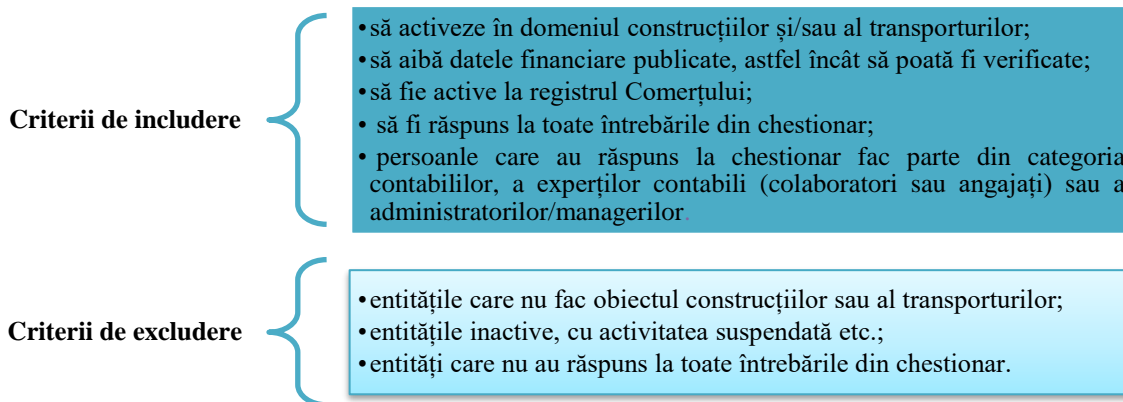 Criterii de includere
•să activeze în domeniul construcțiilor și/sau al transporturilor;
•să aibă datele financiare publicate, astfel încât să poată fi verificate;
•să fie active la registrul Comerțului;
• să fi răspuns la toate întrebările din chestionar;
• persoanle care au răspuns la chestionar fac parte din categoria
contabililor, a experților contabili (colaboratori sau angajați) sau a
administratorilor/managerilor.
Criterii de excludere
•entitățile care nu fac obiectul construcțiilor sau al transporturilor;
•entitățile inactive, cu activitatea suspendată etc.;
•entități care nu au răspuns la toate întrebările din chestionar.